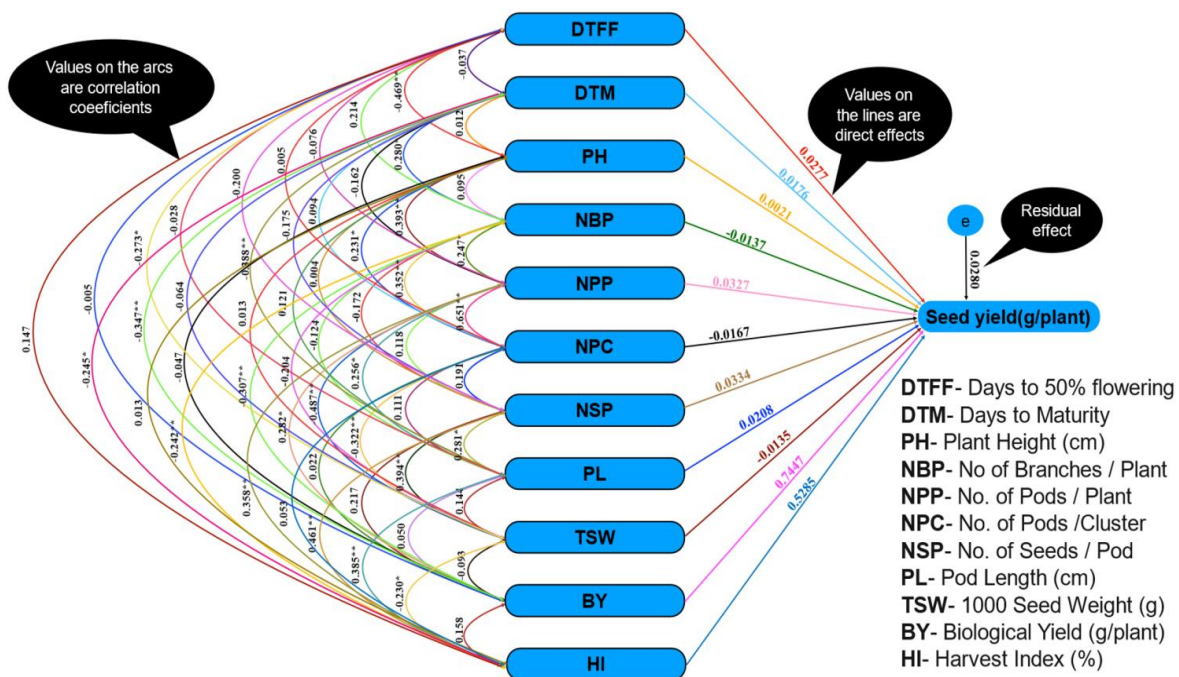 Values on the arcs
are correlation
coeeficients
DTFF
DTM
PH
NBP
NPP
NPC
NSP
PL
TSW
BY
HI
-0.037
-0.469**
0.012
0.214
-0.076
0.280
0.005
-0.162
0.095
-0.200
0.094
0.393**
-0.028
-0.175
0.231*
0.247*
-0.273*
-0.388**
0.004
0.352**
-0.005
-0.064
0.121
-0.172
0.651**
0.147
-0.347**
0.013
-0.124
0.118
-0.245*
-0.047
-0.204
0.256*
0.191
0.013
-0.307**
0.487**
0.111
-0.242**
0.282*
-0.322**
0.281*
0.358**
0.022
0.394**
0.053
0.217
0.144
0.461**
0.050
0.385**
-0.093
-0.230*
0.158
Values on
the lines are
direct effects
0.0277
0.0176
0.0021
-0.0137
0.0327
-0.0167
0.0334
0.0208
-0.0135
0.7447
0.5285
e
Residual
effect
0.0280
Seed yield(g/plant)
DTFF- Days to 50% flowering
DTM- Days to Maturity
PH- Plant Height (cm)
NBP- No of Branches / Plant
NPP- No. of Pods / Plant
NPC- No. of Pods /Cluster
NSP- No. of Seeds / Pod
PL- Pod Length (cm)
TSW- 1000 Seed Weight (g)
BY- Biological Yield (g/plant)
HI- Harvest Index (%)